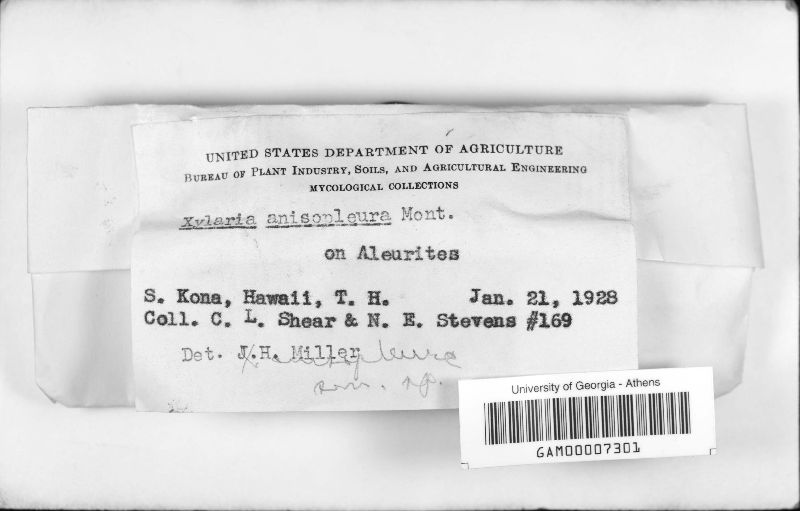 UNITED STATES DEPARTMENT OF AGRICULTURE
BUREAU OF PLANT INDUSTRY, SOILS, AND AGRICULTURAL ENGINEERING
MYCOLOGICAL COLLECTIONS
Xylaria anisopleura Mont.
on Aleurites
S. Kona, Hawaii, T. H. Jan. 21, 1928
Coll. C. L. Shear & N. E. Stevens #169
Det. J.H. Miller
University of Georgia - Athens
GAM00007301